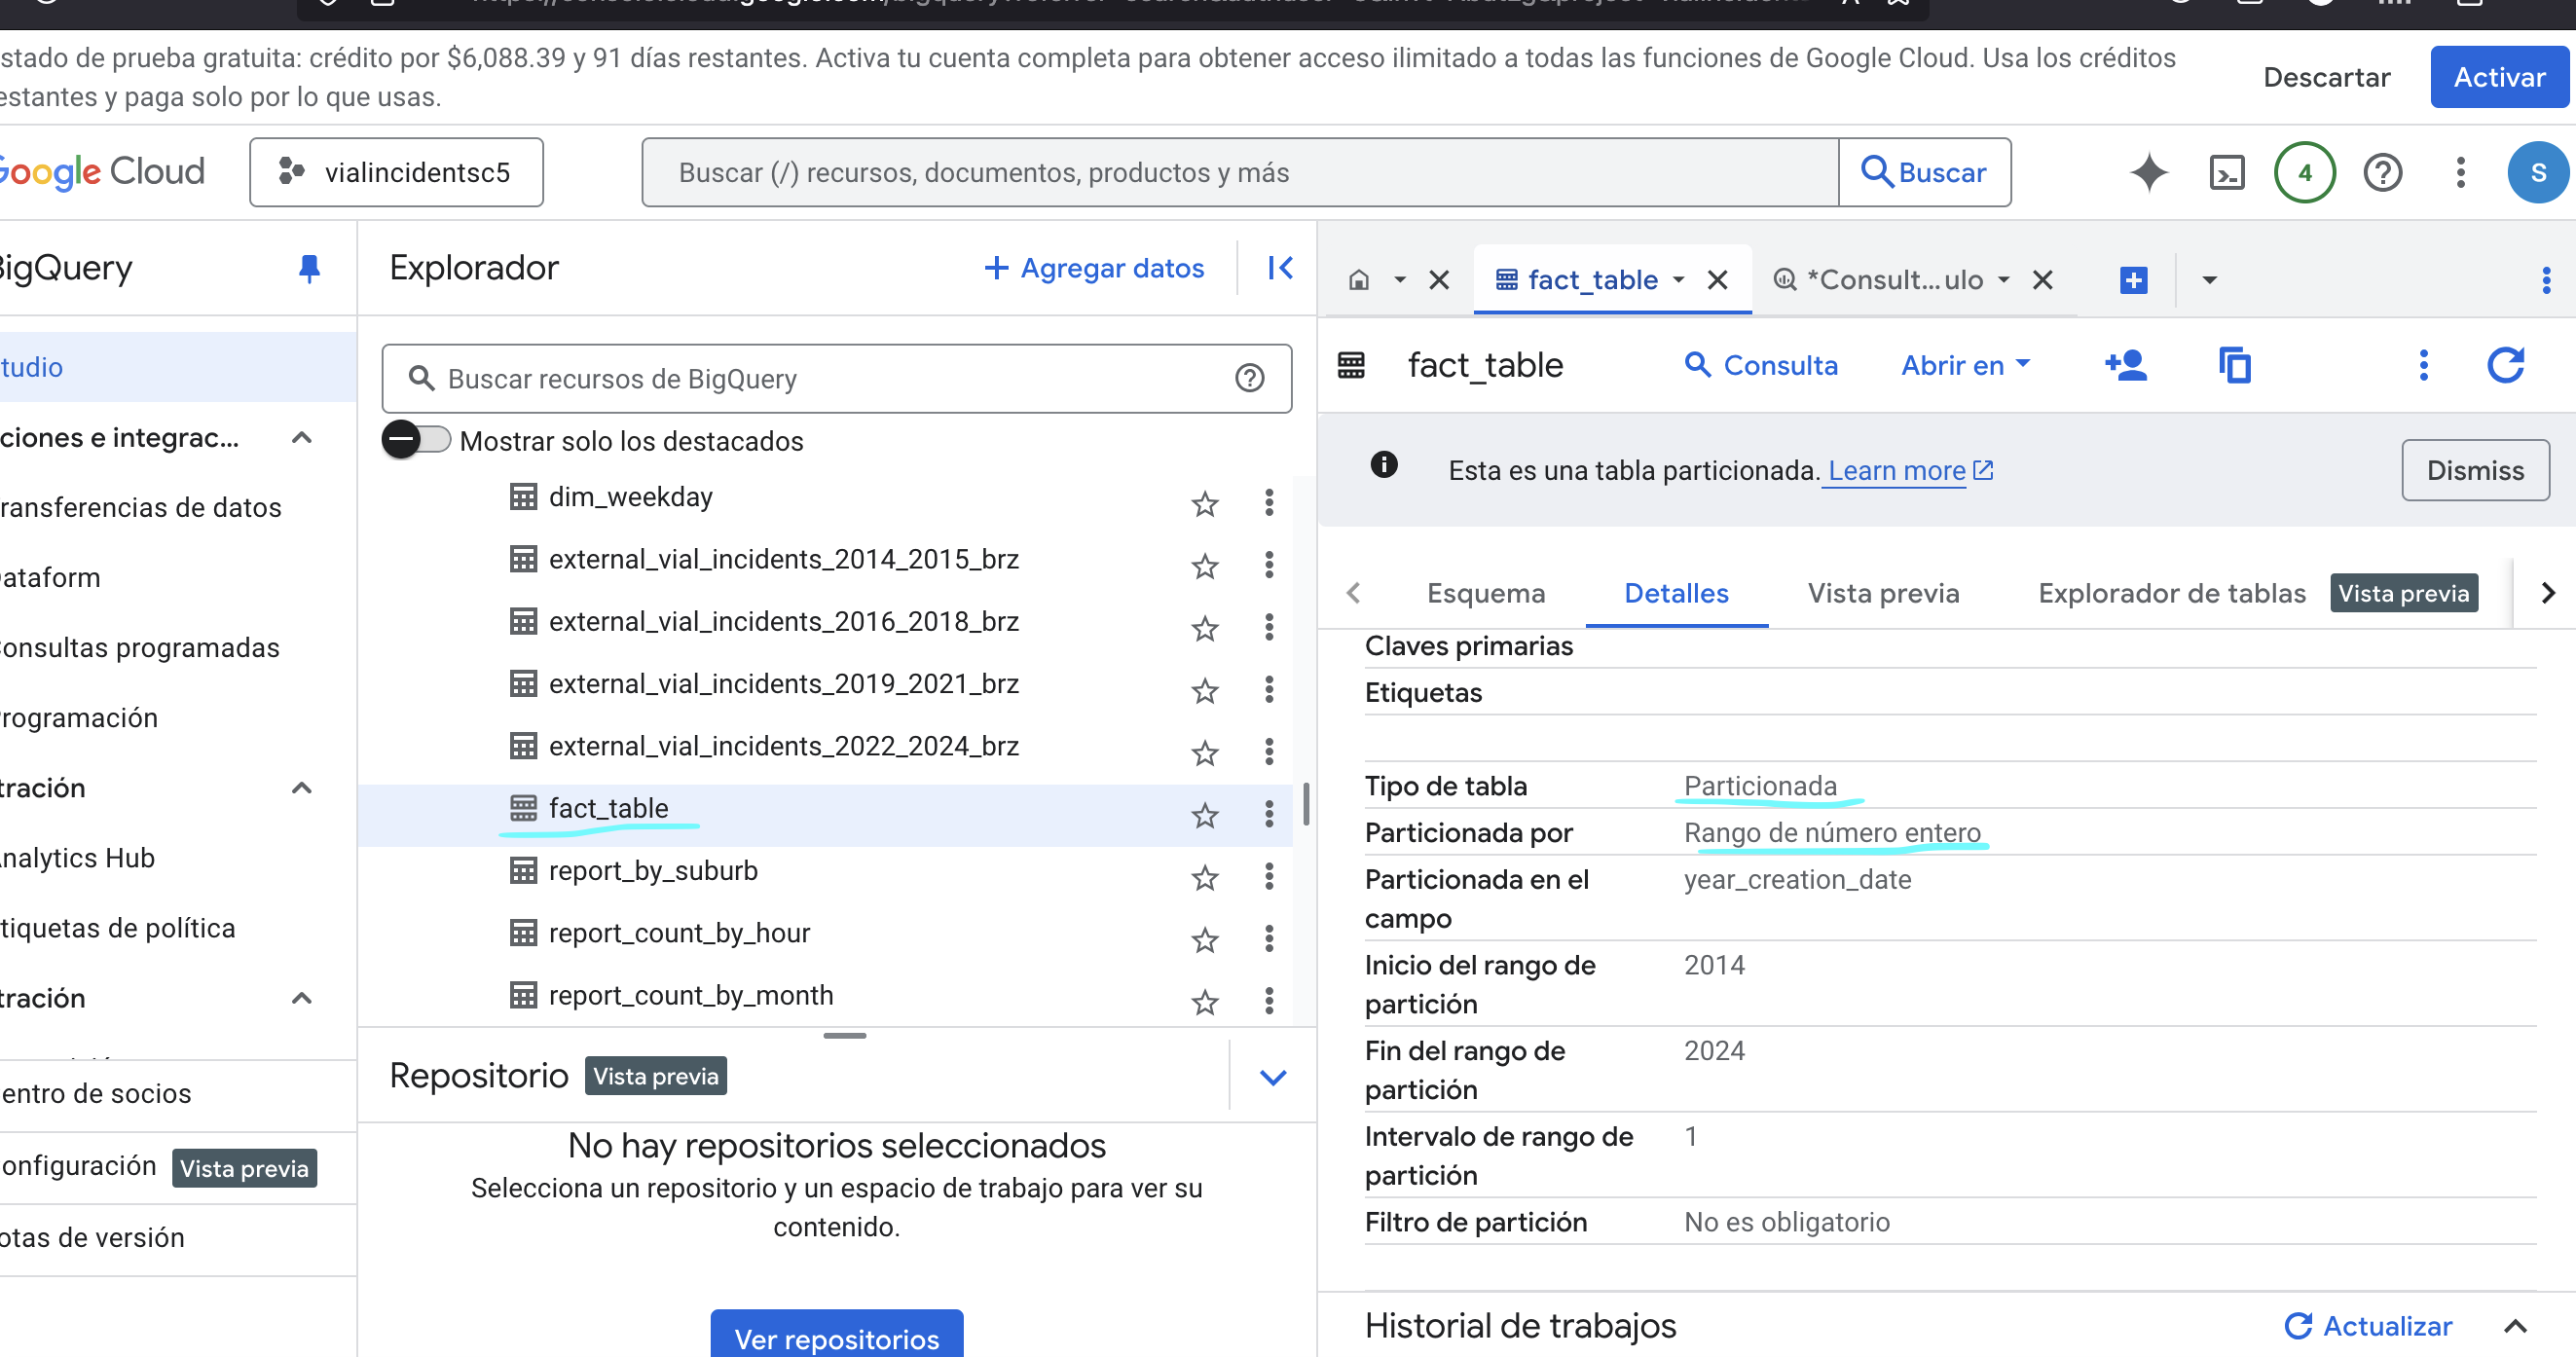 stado de prueba gratuita: crédito por $6,088.39 y 91 días restantes. Activa tu cuenta completa para obtener acceso ilimitado a todas las funciones de Google Cloud. Usa los créditos
estantes y paga solo por lo que usas.
Descartar
Activar
Google Cloud
vialincidentsc5
Buscar (/) recursos, documentos, productos y más
Buscar
4
S
BigQuery
tudio
ciones e integrac...
ransferencias de datos
ataform
onsultas programadas
rogramación
tración
nalytics Hub
tiquetas de política
tración
entro de socios
onfiguración Vista previa
otas de versión
Explorador
+ Agregar datos
Buscar recursos de BigQuery
Mostrar solo los destacados
dim_weekday
external_vial_incidents_2014_2015_brz
external_vial_incidents_2016_2018_brz
external_vial_incidents_2019_2021_brz
external_vial_incidents_2022_2024_brz
fact_table
report_by_suburb
report_count_by_hour
report_count_by_month
Repositorio Vista previa
No hay repositorios seleccionados
Selecciona un repositorio y un espacio de trabajo para ver su
contenido.
Ver repositorios
fact_table
*Consult...ulo
fact_table
Consulta
Abrir en
Esta es una tabla particionada. Learn more
Dismiss
Esquema
Detalles
Vista previa
Explorador de tablas Vista previa
Claves primarias
Etiquetas
Tipo de tabla Particionada
Particionada por Rango de número entero
Particionada en el year_creation_date
campo
Inicio del rango de 2014
partición
Fin del rango de 2024
partición
Intervalo de rango de 1
partición
Filtro de partición No es obligatorio
Historial de trabajos
Actualizar